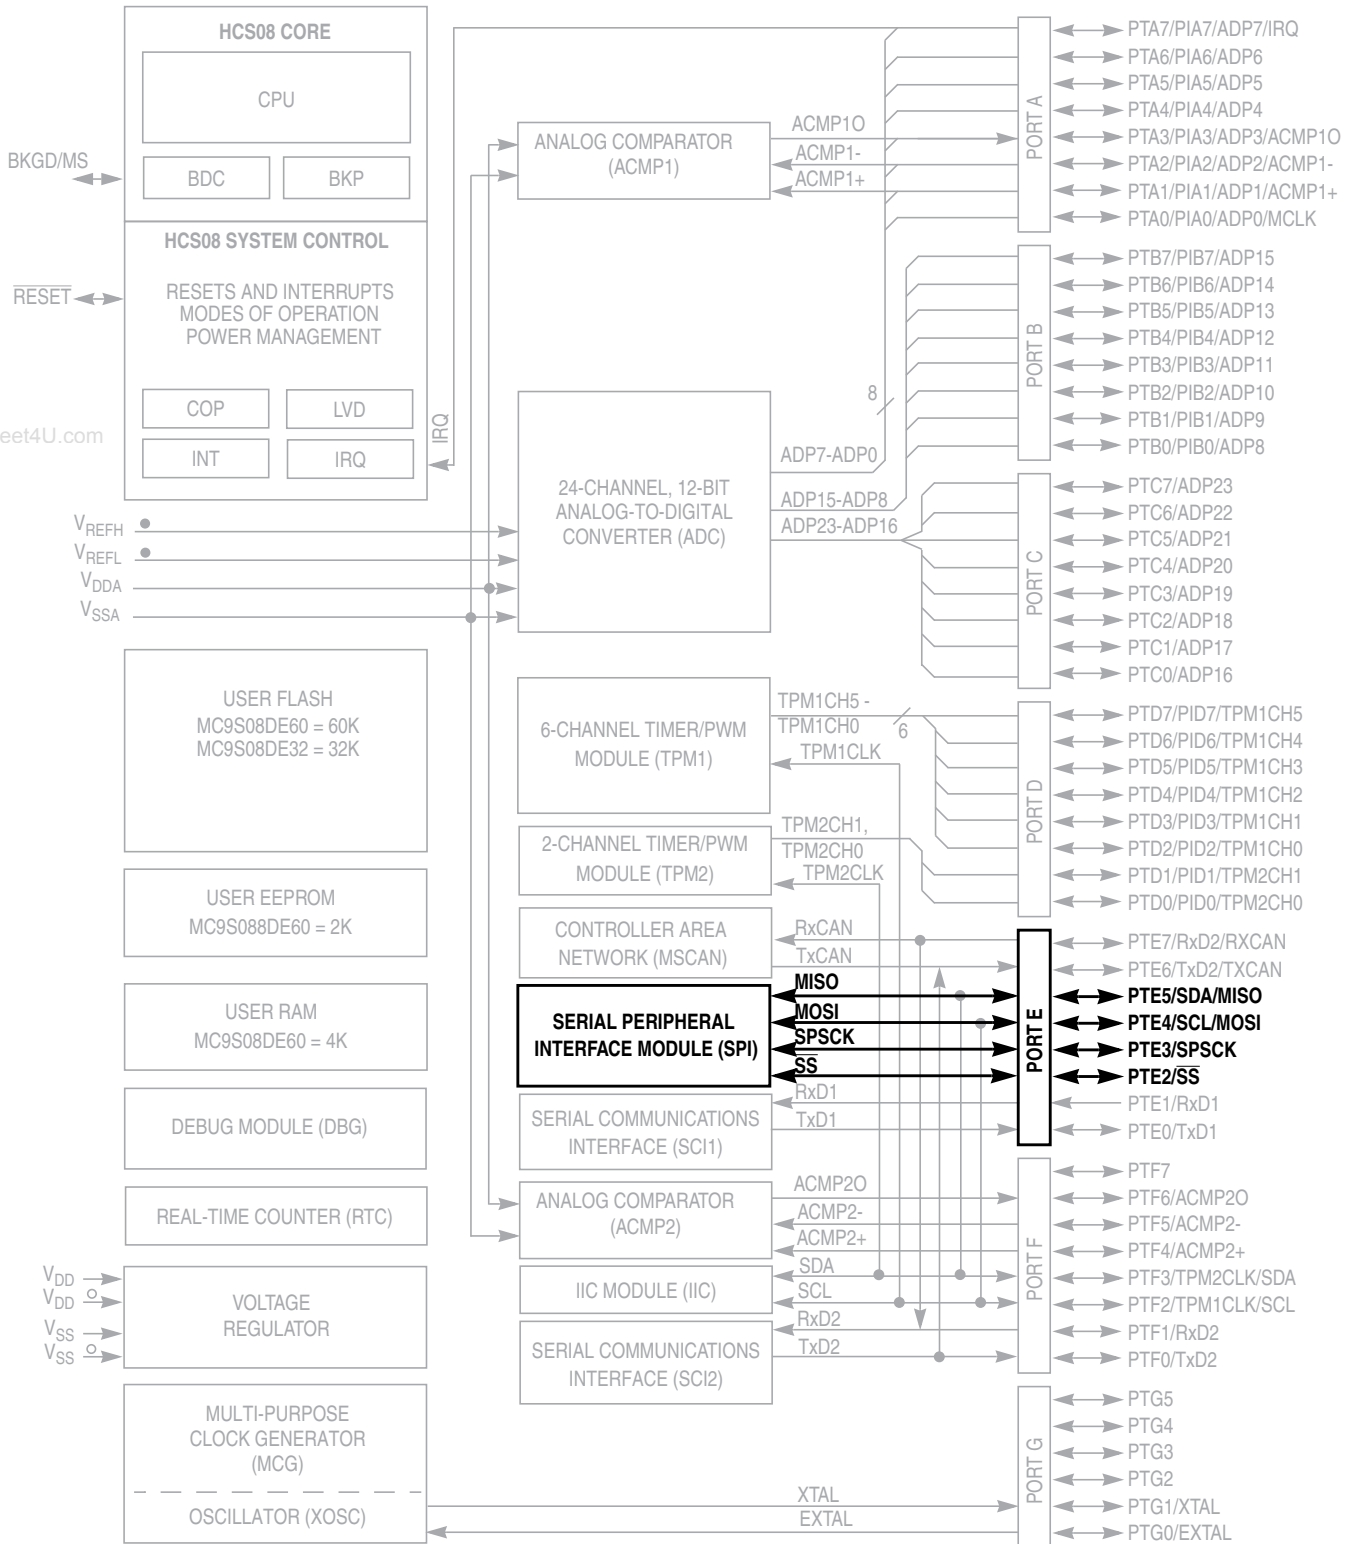 HCS08 CORE
CPU
BDC
BKP
BKGD/MS
HCS08 SYSTEM CONTROL
RESETS AND INTERRUPTS
MODES OF OPERATION
POWER MANAGEMENT
RESET
COP
LVD
INT
IRQ
IRQ
eet4U.com
VREFH
VREFL
VDDA
VSSA
USER FLASH
MC9S08DE60 = 60K
MC9S08DE32 = 32K
USER EEPROM
MC9S088DE60 = 2K
USER RAM
MC9S08DE60 = 4K
DEBUG MODULE (DBG)
REAL-TIME COUNTER (RTC)
VDD
VDD
VSS
VSS
VOLTAGE
REGULATOR
MULTI-PURPOSE
CLOCK GENERATOR
(MCG)
OSCILLATOR (XOSC)
ANALOG COMPARATOR
(ACMP1)
ACMP1O
ACMP1-
ACMP1+
24-CHANNEL, 12-BIT
ANALOG-TO-DIGITAL
CONVERTER (ADC)
8
ADP7-ADP0
ADP15-ADP8
ADP23-ADP16
6-CHANNEL TIMER/PWM
MODULE (TPM1)
TPM1CH5 -
TPM1CH0
6
TPM1CLK
2-CHANNEL TIMER/PWM
MODULE (TPM2)
TPM2CH1,
TPM2CH0
TPM2CLK
CONTROLLER AREA
NETWORK (MSCAN)
RxCAN
TxCAN
SERIAL PERIPHERAL
INTERFACE MODULE (SPI)
MISO
MOSI
SPSCK
SS
SERIAL COMMUNICATIONS
INTERFACE (SCI1)
RxD1
TxD1
ANALOG COMPARATOR
(ACMP2)
ACMP2O
ACMP2-
ACMP2+
IIC MODULE (IIC)
SDA
SCL
SERIAL COMMUNICATIONS
INTERFACE (SCI2)
RxD2
TxD2
XTAL
EXTAL
PORT A
PTA7/PIA7/ADP7/IRQ
PTA6/PIA6/ADP6
PTA5/PIA5/ADP5
PTA4/PIA4/ADP4
PTA3/PIA3/ADP3/ACMP1O
PTA2/PIA2/ADP2/ACMP1-
PTA1/PIA1/ADP1/ACMP1+
PTA0/PIA0/ADP0/MCLK
PORT B
PTB7/PIB7/ADP15
PTB6/PIB6/ADP14
PTB5/PIB5/ADP13
PTB4/PIB4/ADP12
PTB3/PIB3/ADP11
PTB2/PIB2/ADP10
PTB1/PIB1/ADP9
PTB0/PIB0/ADP8
PORT C
PTC7/ADP23
PTC6/ADP22
PTC5/ADP21
PTC4/ADP20
PTC3/ADP19
PTC2/ADP18
PTC1/ADP17
PTC0/ADP16
PORT D
PTD7/PID7/TPM1CH5
PTD6/PID6/TPM1CH4
PTD5/PID5/TPM1CH3
PTD4/PID4/TPM1CH2
PTD3/PID3/TPM1CH1
PTD2/PID2/TPM1CH0
PTD1/PID1/TPM2CH1
PTD0/PID0/TPM2CH0
PORT E
PTE7/RxD2/RXCAN
PTE6/TxD2/TXCAN
PTE5/SDA/MISO
PTE4/SCL/MOSI
PTE3/SPSCK
PTE2/SS
PTE1/RxD1
PTE0/TxD1
PORT F
PTF7
PTF6/ACMP2O
PTF5/ACMP2-
PTF4/ACMP2+
PTF3/TPM2CLK/SDA
PTF2/TPM1CLK/SCL
PTF1/RxD2
PTF0/TxD2
PORT G
PTG5
PTG4
PTG3
PTG2
PTG1/XTAL
PTG0/EXTAL